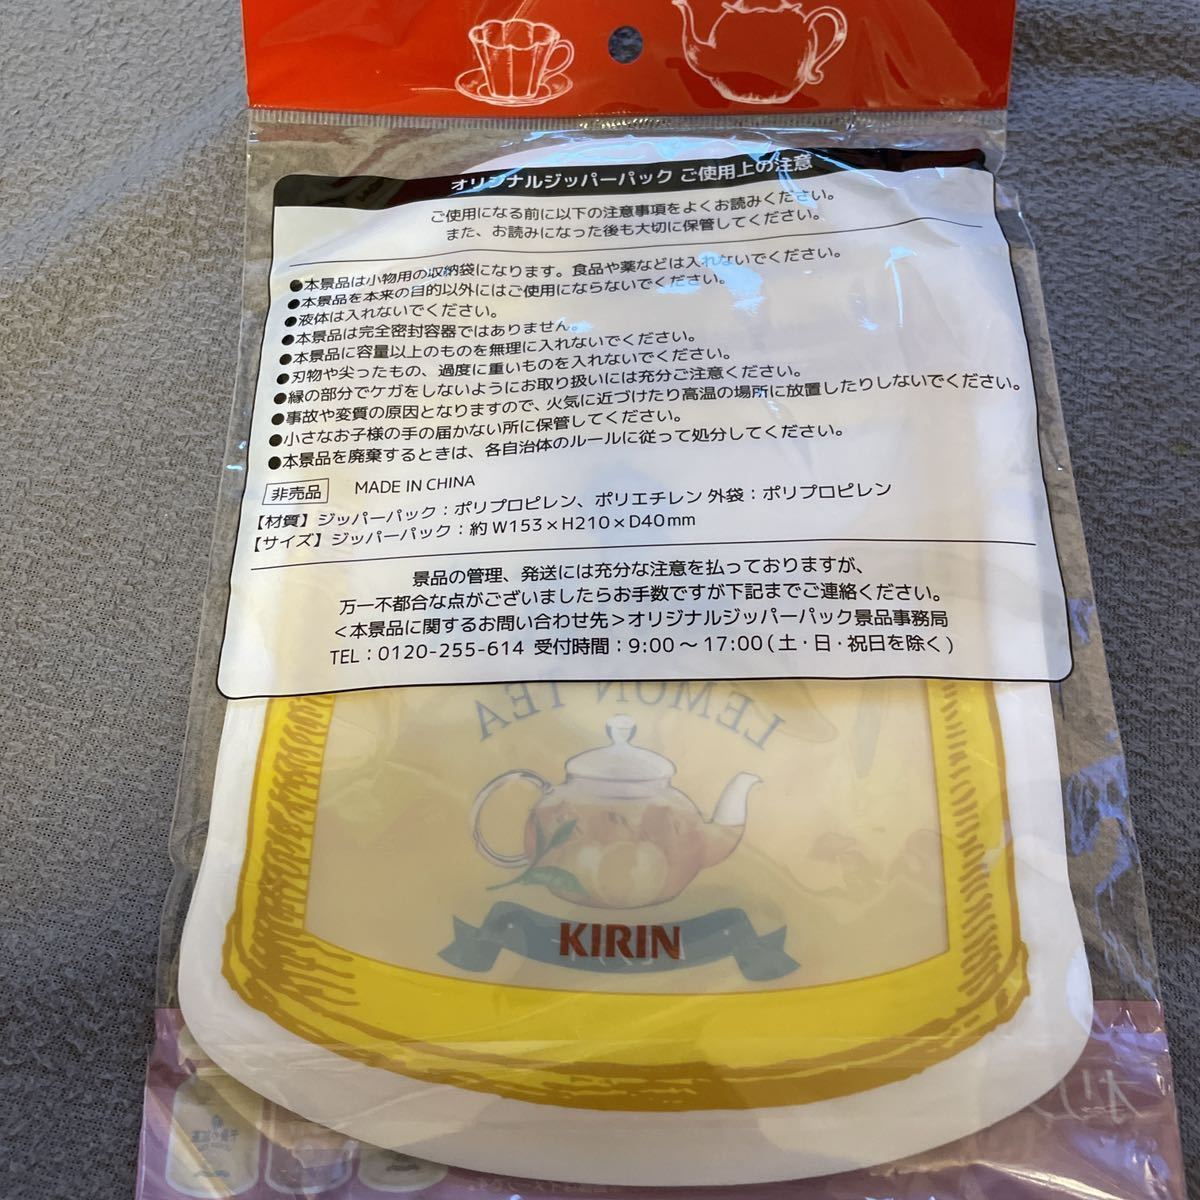 オリジナルジッパーパック ご使用上の注意
ご使用になる前に以下の注意事項をよくお読みください。
また、お読みになった後も大切に保管してください。
●本景品は小物用の収納袋になります。食品や薬などは入れないでください。
●本景品を本来の目的以外にはご使用にならないでください。
●液体は入れないでください。
●本景品は完全密封容器ではありません。
●本景品に容量以上のものを無理に入れないでください。
●刃物や尖ったもの、過度に重いものを入れないでください。
●縁の部分でケガをしないようにお取り扱いには充分ご注意ください。
●事故や変質の原因となりますので、火気に近づけたり高温の場所に放置したりしないでください。
●小さなお子様の手の届かない所に保管してください。
●本景品を廃棄するときは、各自治体のルールに従って処分してください。
非売品 MADE IN CHINA
【材質】ジッパーパック：ポリプロピレン、ポリエチレン 外袋：ポリプロピレン
【サイズ】ジッパーパック：約 W153×H210×D40mm
景品の管理、発送には充分な注意を払っておりますが、
万一不都合な点がございましたらお手数ですが下記までご連絡ください。
＜本景品に関するお問い合わせ先＞オリジナルジッパーパック景品事務局
TEL：0120-255-614 受付時間：9:00～17:00(土・日・祝日を除く)
LEMON TEA
KIRIN
オリ